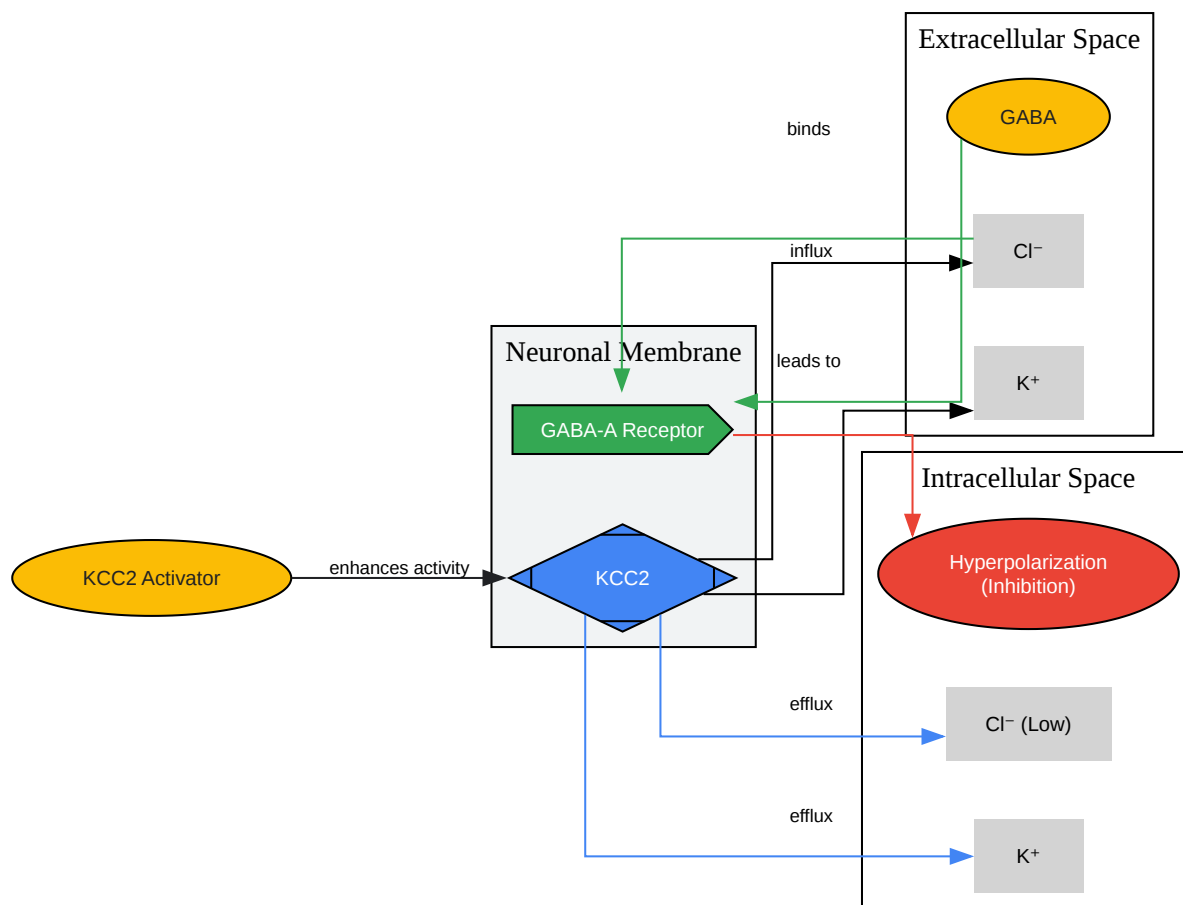 Extracellular Space
GABA
binds
Cl⁻
influx
Neuronal Membrane
leads to
K⁺
GABA-A Receptor
Intracellular Space
KCC2 Activator
enhances activity
KCC2
Hyperpolarization
(Inhibition)
efflux
Cl⁻ (Low)
efflux
K⁺